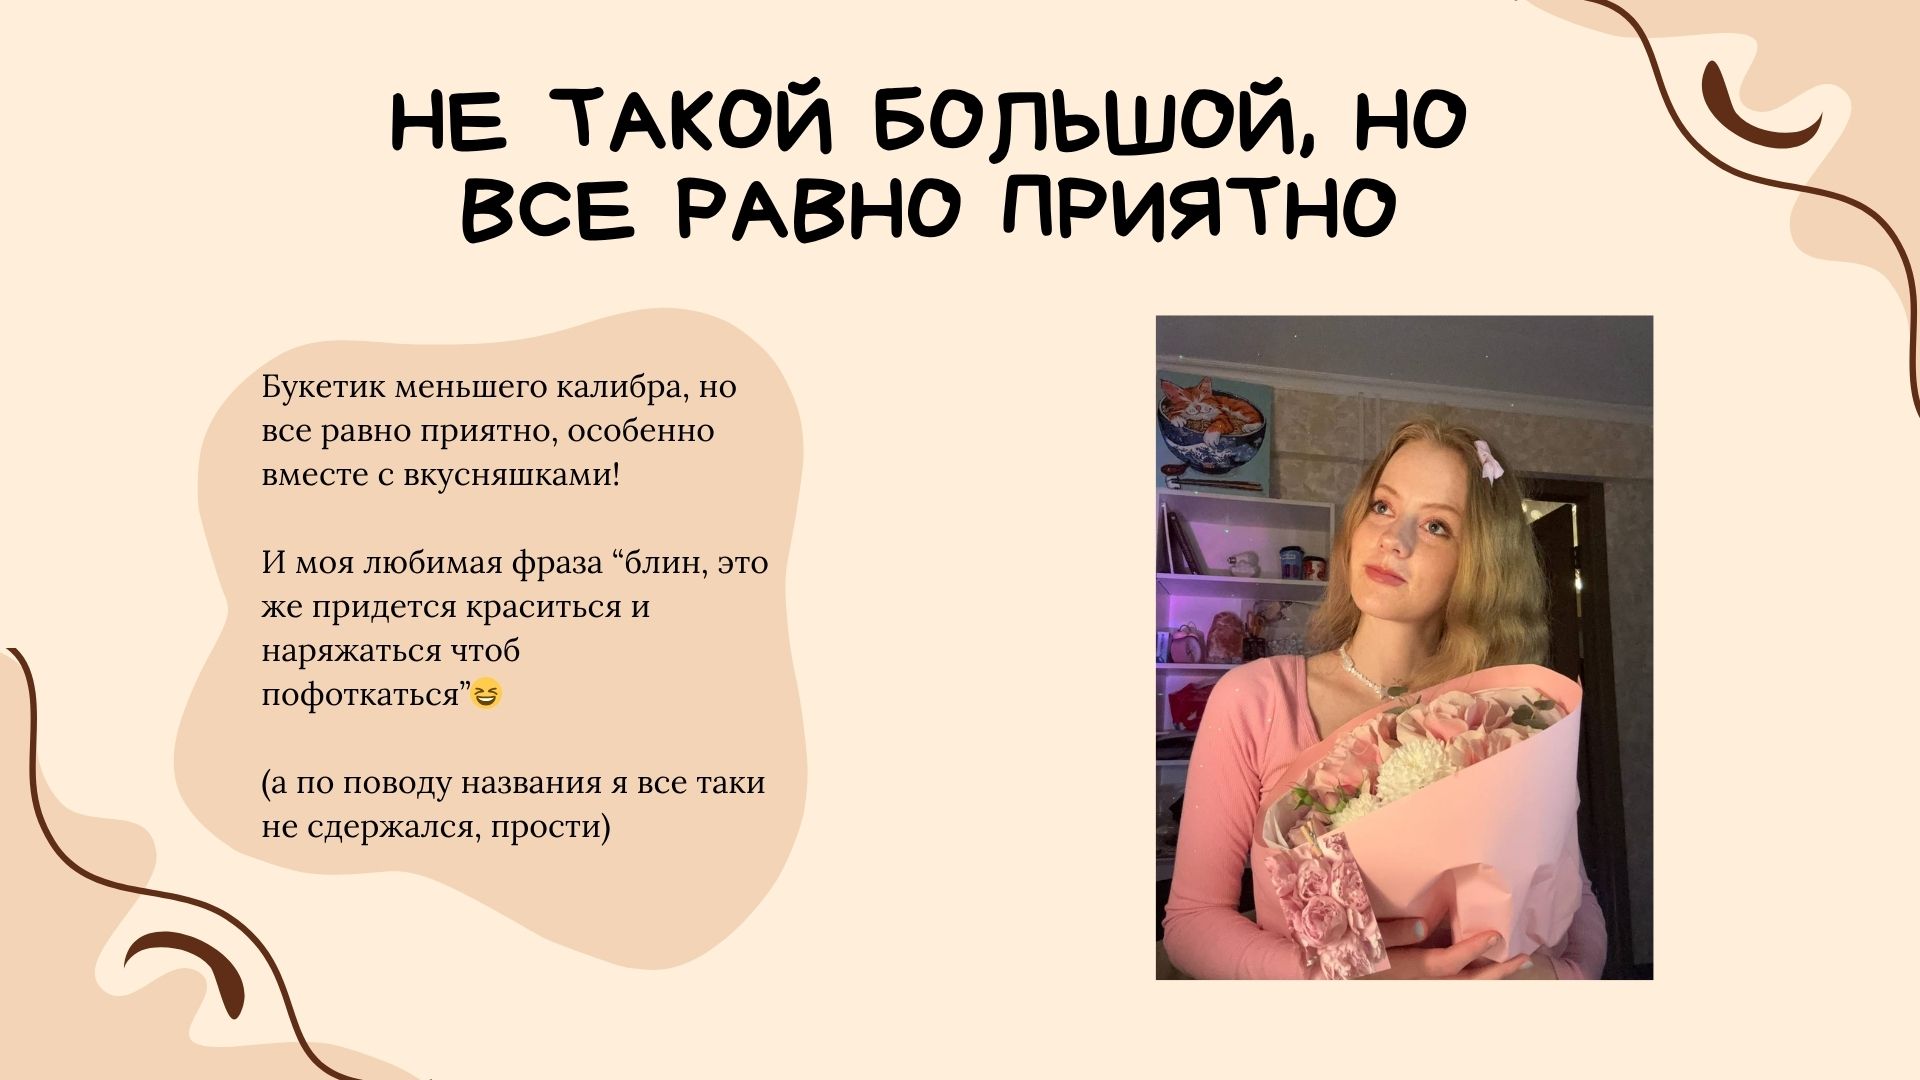 НЕ ТАКОЙ БОЛЬШОЙ, НО
ВСЕ РАВНО ПРИЯТНО
Букетик меньшего калибра, но
все равно приятно, особенно
вместе с вкусняшками!
И моя любимая фраза “блин, это
же придется краситься и
наряжаться чтоб
пофоткаться”😆
(а по поводу названия я все таки
не сдержался, прости)